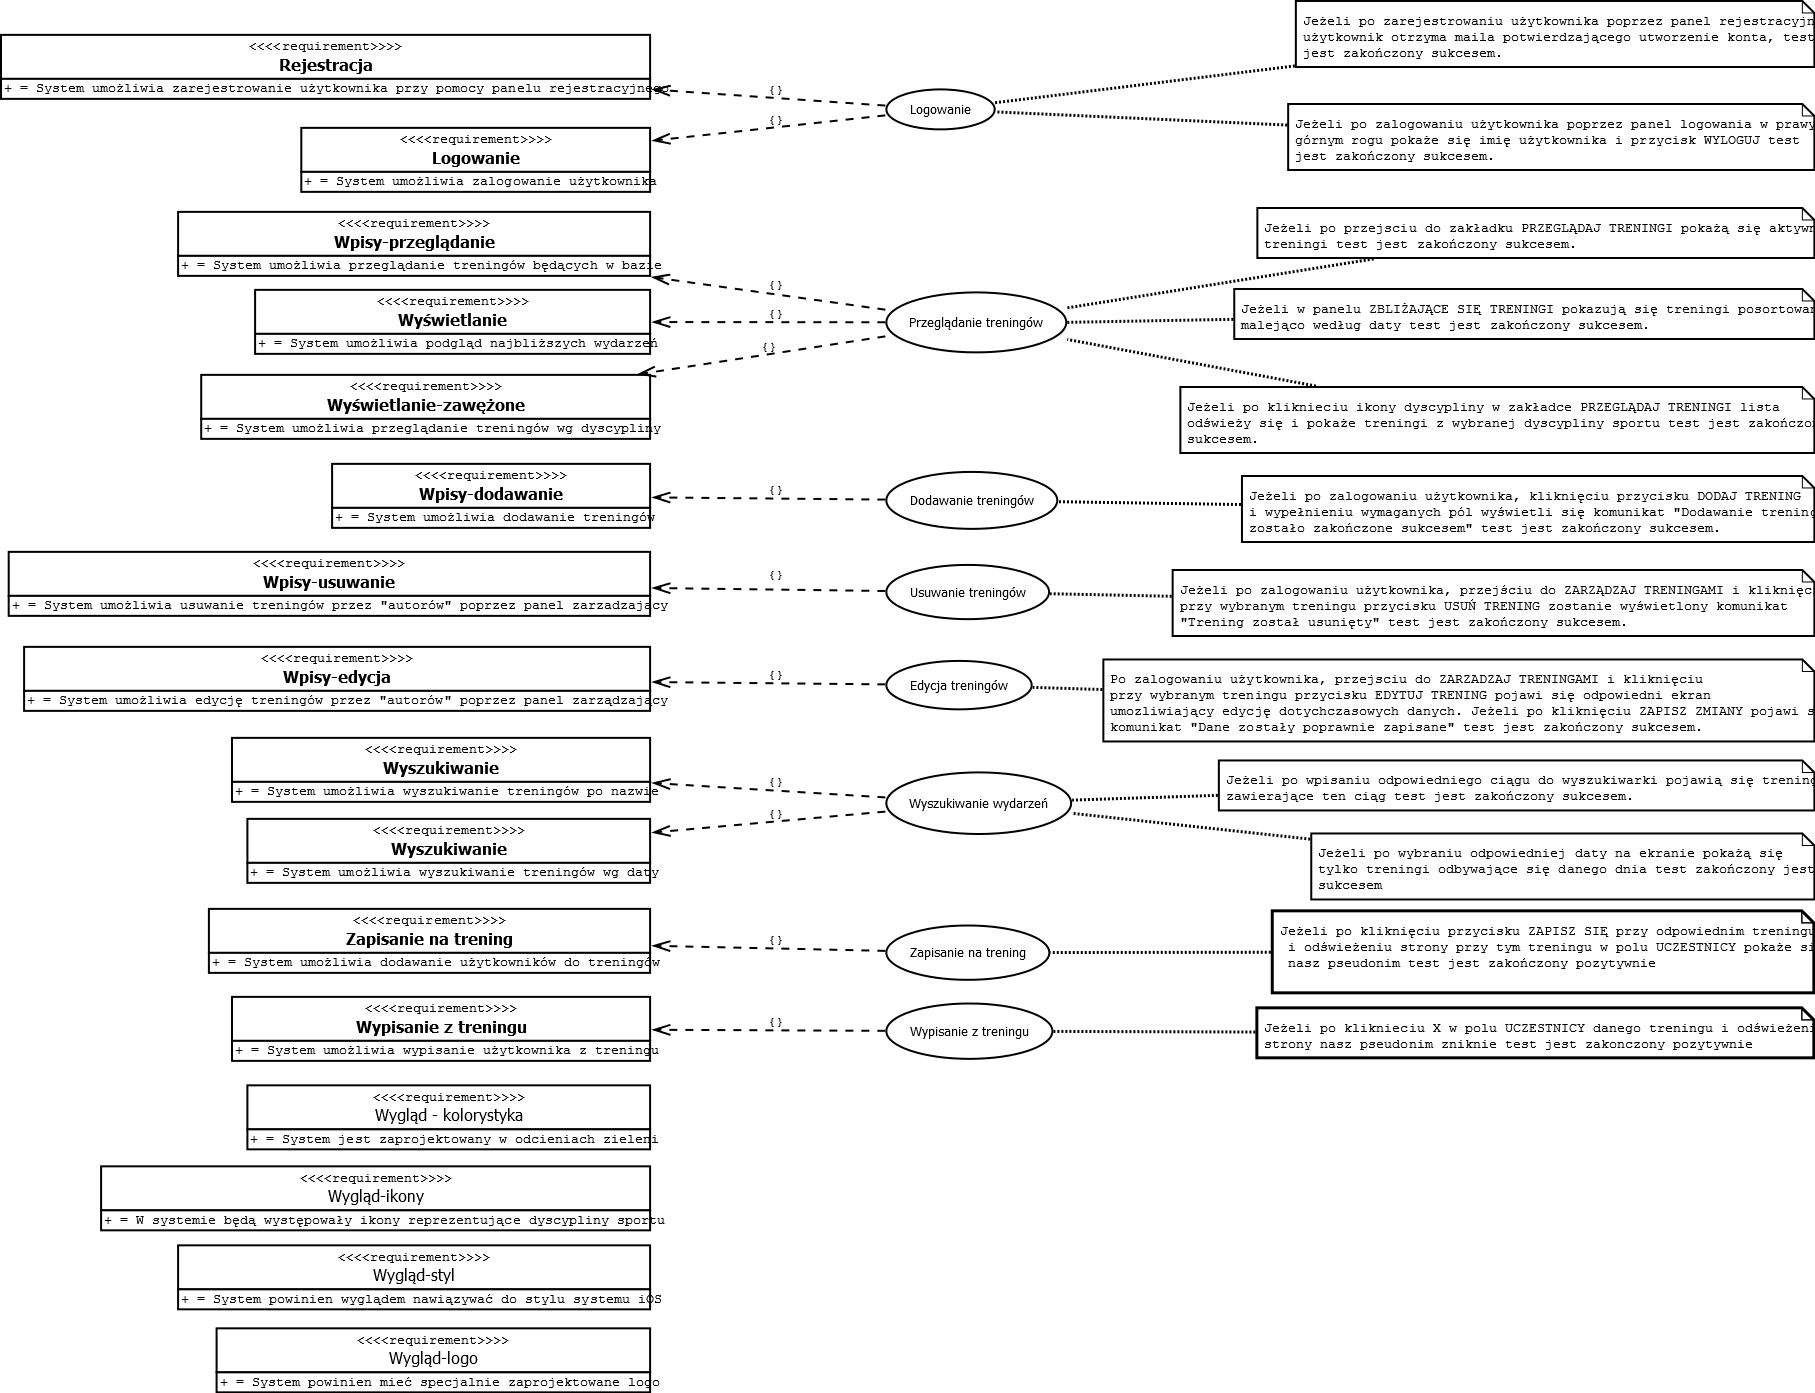 <<<<requirement>>>>
Rejestracja
+ = System umożliwia zarejestrowanie użytkownika przy pomocy panelu rejestracyjnego
<<<<requirement>>>>
Logowanie
+ = System umożliwia zalogowanie użytkownika
<<<<requirement>>>>
Wpisy-przeglądanie
+ = System umożliwia przeglądanie treningów będących w bazie
<<<<requirement>>>>
Wyświetlanie
+ = System umożliwia podgląd najbliższych wydarzeń
<<<<requirement>>>>
Wyświetlanie-zawężone
+ = System umożliwia przeglądanie treningów wg dyscypliny
<<<<requirement>>>>
Wpisy-dodawanie
+ = System umożliwia dodawanie treningów
<<<<requirement>>>>
Wpisy-usuwanie
+ = System umożliwia usuwanie treningów przez "autorów" poprzez panel zarzadzający
<<<<requirement>>>>
Wpisy-edycja
+ = System umożliwia edycję treningów przez "autorów" poprzez panel zarządzający
<<<<requirement>>>>
Wyszukiwanie
+ = System umożliwia wyszukiwanie treningów po nazwie
<<<<requirement>>>>
Wyszukiwanie
+ = System umożliwia wyszukiwanie treningów wg daty
<<<<requirement>>>>
Zapisanie na trening
+ = System umożliwia dodawanie użytkowników do treningów
<<<<requirement>>>>
Wypisanie z treningu
+ = System umożliwia wypisanie użytkownika z treningu
<<<<requirement>>>>
Wygląd - kolorystyka
+ = System jest zaprojektowany w odcieniach zieleni
<<<<requirement>>>>
Wygląd-ikony
+ = W systemie będą występowały ikony reprezentujące dyscypliny sportu
<<<<requirement>>>>
Wygląd-styl
+ = System powinien wyglądem nawiązywać do stylu systemu iOS
<<<<requirement>>>>
Wygląd-logo
+ = System powinien mieć specjalnie zaprojektowane logo
{ }
{ }
{ }
{ }
{ }
{ }
{ }
{ }
{ }
{ }
{ }
{ }
Logowanie
Przeglądanie treningów
Dodawanie treningów
Usuwanie treningów
Edycja treningów
Wyszukiwanie wydarzeń
Zapisanie na trening
Wypisanie z treningu
Jeżeli po zarejestrowaniu użytkownika poprzez panel rejestracyjn
użytkownik otrzyma maila potwierdzającego utworzenie konta, test
jest zakończony sukcesem.
Jeżeli po zalogowaniu użytkownika poprzez panel logowania w prawy
górnym rogu pokaże się imię użytkownika i przycisk WYLOGUJ test
jest zakończony sukcesem.
Jeżeli po przejsciu do zakładku PRZEGLĄDAJ TRENINGI pokażą się aktywn
treningi test jest zakończony sukcesem.
Jeżeli w panelu ZBLIŻAJĄCE SIĘ TRENINGI pokazują się treningi posortowan
malejąco według daty test jest zakończony sukcesem.
Jeżeli po kliknieciu ikony dyscypliny w zakładce PRZEGLĄDAJ TRENINGI lista
odświeży się i pokaże treningi z wybranej dyscypliny sportu test jest zakończon
sukcesem.
Jeżeli po zalogowaniu użytkownika, kliknięciu przycisku DODAJ TRENING
i wypełnieniu wymaganych pól wyświetli się komunikat "Dodawanie trening
zostało zakończone sukcesem" test jest zakończony sukcesem.
Jeżeli po zalogowaniu użytkownika, przejściu do ZARZĄDZAJ TRENINGAMI i kliknięc
przy wybranym treningu przycisku USUŃ TRENING zostanie wyświetlony komunikat
"Trening został usunięty" test jest zakończony sukcesem.
Po zalogowaniu użytkownika, przejsciu do ZARZADZAJ TRENINGAMI i kliknięciu
przy wybranym treningu przycisku EDYTUJ TRENING pojawi się odpowiedni ekran
umozliwiający edycję dotychczasowych danych. Jeżeli po kliknięciu ZAPISZ ZMIANY pojawi s
komunikat "Dane zostały poprawnie zapisane" test jest zakończony sukcesem.
Jeżeli po wpisaniu odpowiedniego ciągu do wyszukiwarki pojawią się trening
zawierające ten ciąg test jest zakończony sukcesem.
Jeżeli po wybraniu odpowiedniej daty na ekranie pokażą się
tylko treningi odbywające się danego dnia test zakończony jest
sukcesem
Jeżeli po kliknięciu przycisku ZAPISZ SIĘ przy odpowiednim treningu
i odświeżeniu strony przy tym treningu w polu UCZESTNICY pokaże si
nasz pseudonim test jest zakończony pozytywnie
Jeżeli po kliknieciu X w polu UCZESTNICY danego treningu i odświeżeni
strony nasz pseudonim zniknie test jest zakonczony pozytywnie